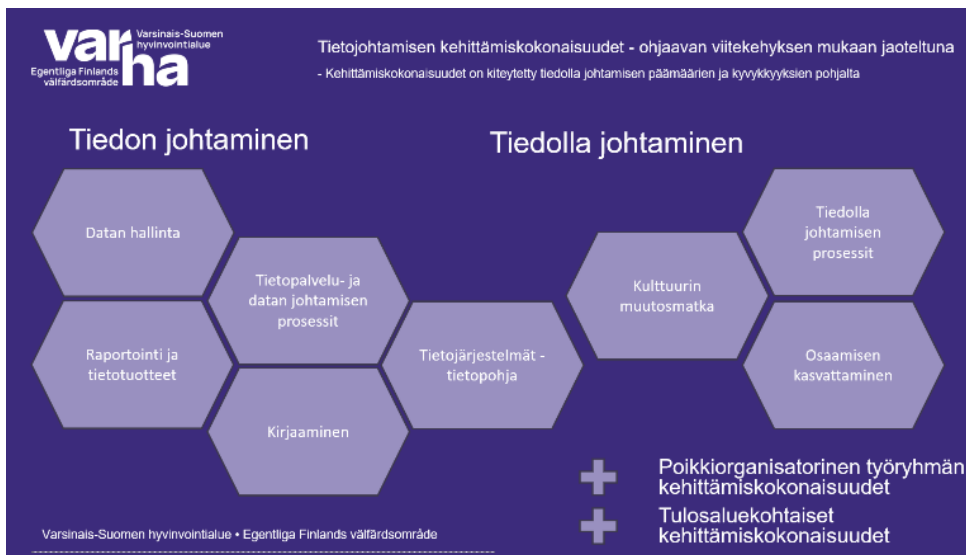 varha
Varsinais-Suomen
hyvinvointialue
Egentliga Finlands
välfärdsområde
Tietojohtamisen kehittämiskokonaisuudet - ohjaavan viitekehyksen mukaan jaoteltuna
- Kehittämiskokonaisuudet on kiteytetty tiedolla johtamisen päämäärien ja kyvykkyyksien pohjalta
Tiedon johtaminen
Datan hallinta
Tietopalvelu- ja
datan johtamisen
prosessit
Raportointi ja
tietotuotteet
Kirjaaminen
Tietojärjestelmät -
tietopohja
Tiedolla johtaminen
Kulttuurin
muutosmatka
Tiedolla
johtamisen
prosessit
Osaamisen
kasvattaminen
Poikkiorganisatorinen työryhmän
kehittämiskokonaisuudet
Tulosaluekohtaiset
kehittämiskokonaisuudet
Varsinais-Suomen hyvinvointialue • Egentliga Finlands välfärdsområde